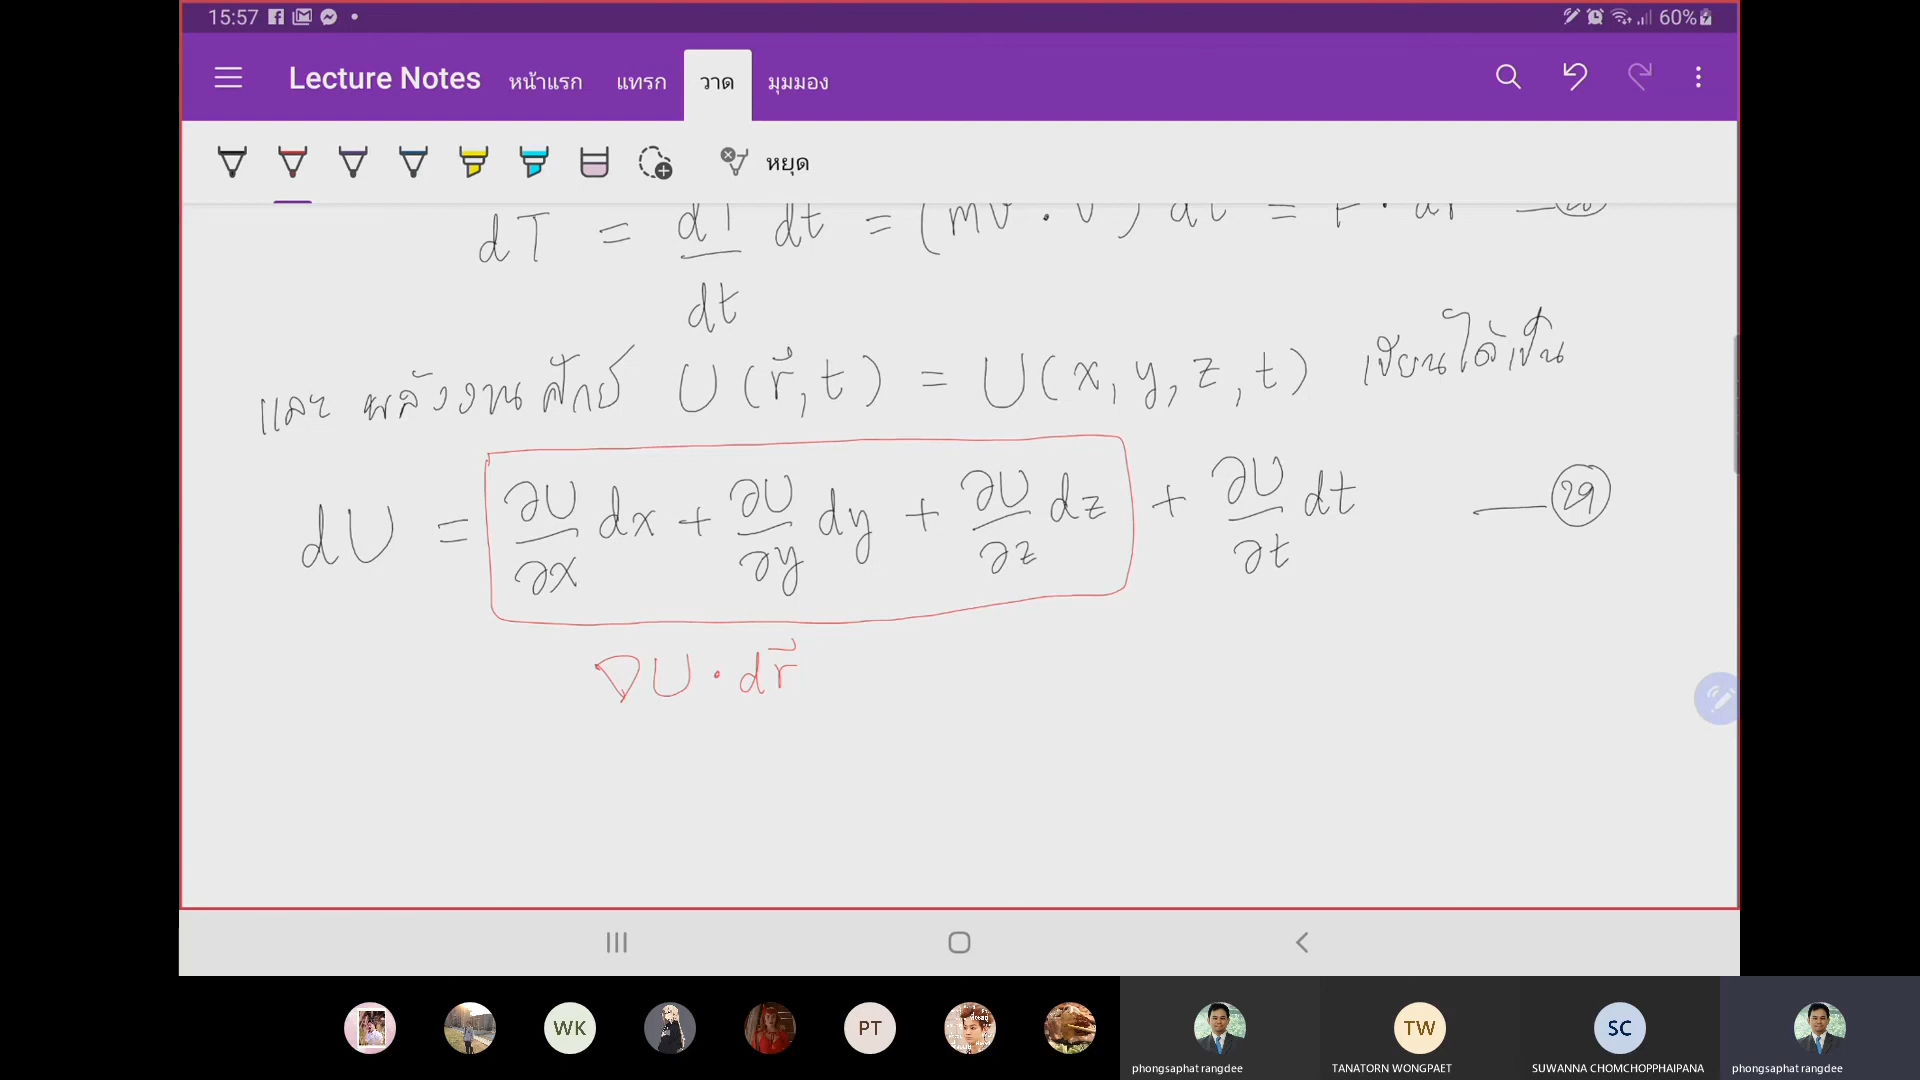 15:57 60%
Lecture Notes หน้าแรก แทรก วาด มุมมอง
หยุด
dT = dT/dt dt = (mv̇ · v) dt = F · dr
และ พลังงานศักย์ U(r⃗,t) = U(x, y, z, t) เขียนได้เป็น
dU = ∂U/∂x dx + ∂U/∂y dy + ∂U/∂z dz + ∂U/∂t dt — 29
∇U · dr⃗
WK PT TW SC
phongsaphat rangdee TANATORN WONGPAET SUWANNA CHOMCHOPPHAIPANA phongsaphat rangdee